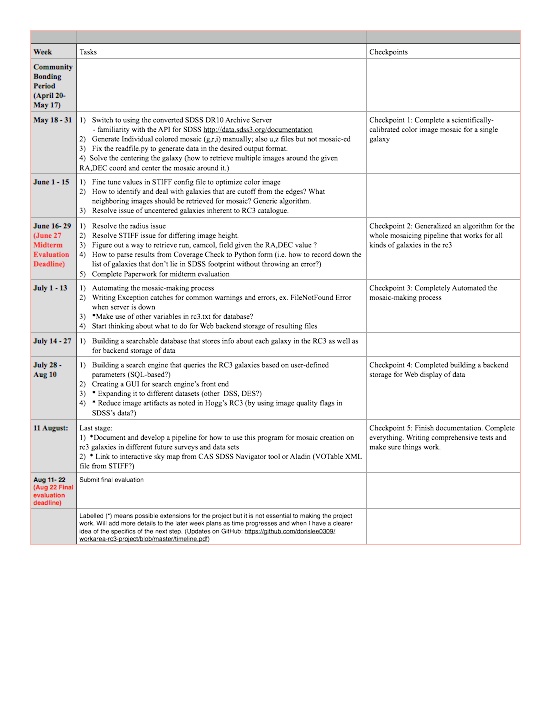 Week Tasks Checkpoints
Community
Bonding
Period
(April 20-
May 17)
May 18 - 31
1) Switch to using the converted SDSS DR10 Archive Server
- familiarity with the API for SDSS http://data.sdss3.org/documentation
2) Generate Individual colored mosaic (g,r,i) manually; also u,z files but not mosaic-ed
3) Fix the readfile.py to generate data in the desired output format.
4) Solve the centering the galaxy (how to retrieve multiple images around the given
RA,DEC coord and center the mosaic around it.)
Checkpoint 1: Complete a scientifically-
calibrated color image mosaic for a single
galaxy
June 1 - 15
1) Fine tune values in STIFF config file to optimize color image
2) How to identify and deal with galaxies that are cutoff from the edges? What
neighboring images should be retrieved for mosaic? Generic algorithm.
3) Resolve issue of uncentered galaxies inherent to RC3 catalogue.
June 16- 29
(June 27
Midterm
Evaluation
Deadline)
1) Resolve the radius issue
2) Resolve STIFF issue for differing image height.
3) Figure out a way to retrieve run, camcol, field given the RA,DEC value ?
4) How to parse results from Coverage Check to Python form (i.e. how to record down the
list of galaxies that don't lie in SDSS footprint without throwing an error?)
5) Complete Paperwork for midterm evaluation
Checkpoint 2: Generalized an algorithm for the
whole mosaicing pipeline that works for all
kinds of galaxies in the rc3
July 1 - 13
1) Automating the mosaic-making process
2) Writing Exception catches for common warnings and errors, ex. FileNotFound Error
when server is down
3) *Make use of other variables in rc3.txt for database?
4) Start thinking about what to do for Web backend storage of resulting files
Checkpoint 3: Completely Automated the
mosaic-making process
July 14 - 27
1) Building a searchable database that stores info about each galaxy in the RC3 as well as
for backend storage of data
July 28 -
Aug 10
1) Building a search engine that queries the RC3 galaxies based on user-defined
parameters (SQL-based?)
2) Creating a GUI for search engine's front end
3) * Expanding it to different datasets (other DSS, DES?)
4) * Reduce image artifacts as noted in Hogg's RC3 (by using image quality flags in
SDSS's data?)
Checkpoint 4: Completed building a backend
storage for Web display of data
11 August:
Last stage:
1) *Document and develop a pipeline for how to use this program for mosaic creation on
rc3 galaxies in different future surveys and data sets
2) * Link to interactive sky map from CAS SDSS Navigator tool or Aladin (VOTable XML
file from STIFF?)
Checkpoint 5: Finish documentation. Complete
everything. Writing comprehensive tests and
make sure things work.
Aug 11- 22
(Aug 22 Final
evaluation
deadline)
Submit final evaluation
Labelled (*) means possible extensions for the project but it is not essential to making the project
work. Will add more details to the later week plans as time progresses and when I have a clearer
idea of the specifics of the next step. (Updates on GitHub: https://github.com/dorislee0309/
workarea-rc3-project/blob/master/timeline.pdf)